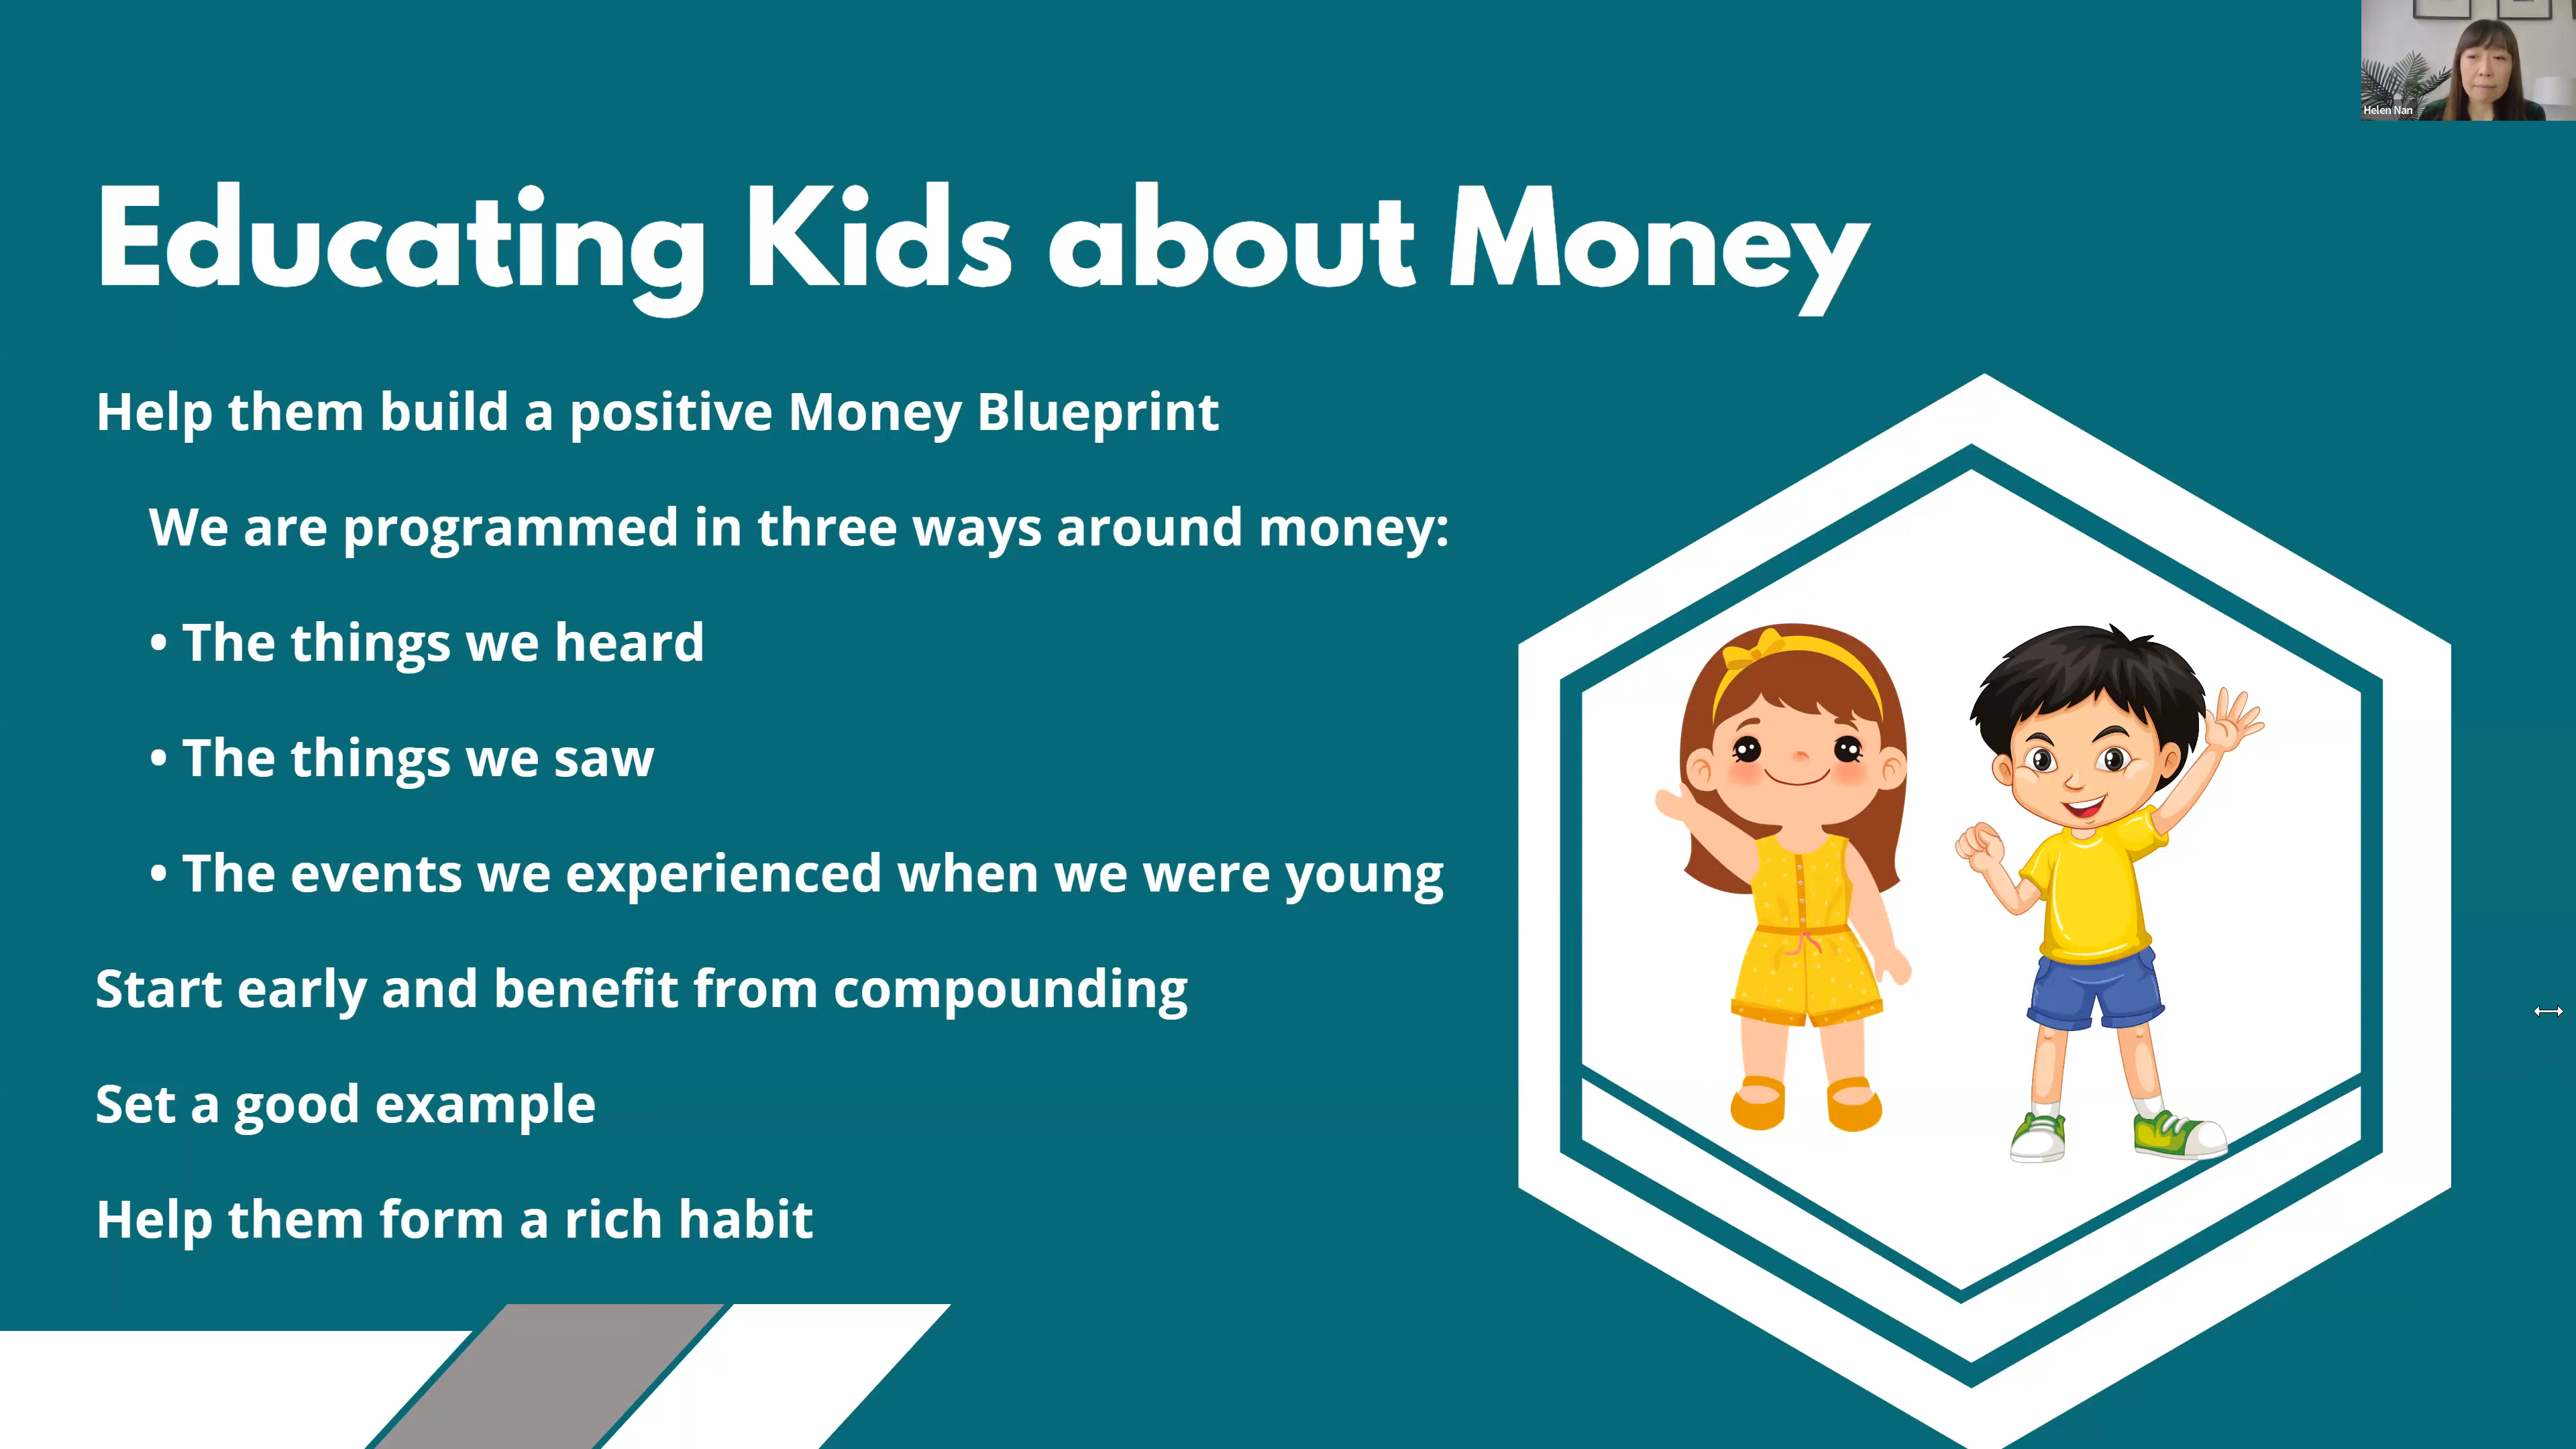 Helen Nan
Educating Kids about Money
Help them build a positive Money Blueprint
We are programmed in three ways around money:
• The things we heard
• The things we saw
• The events we experienced when we were young
Start early and benefit from compounding
Set a good example
Help them form a rich habit